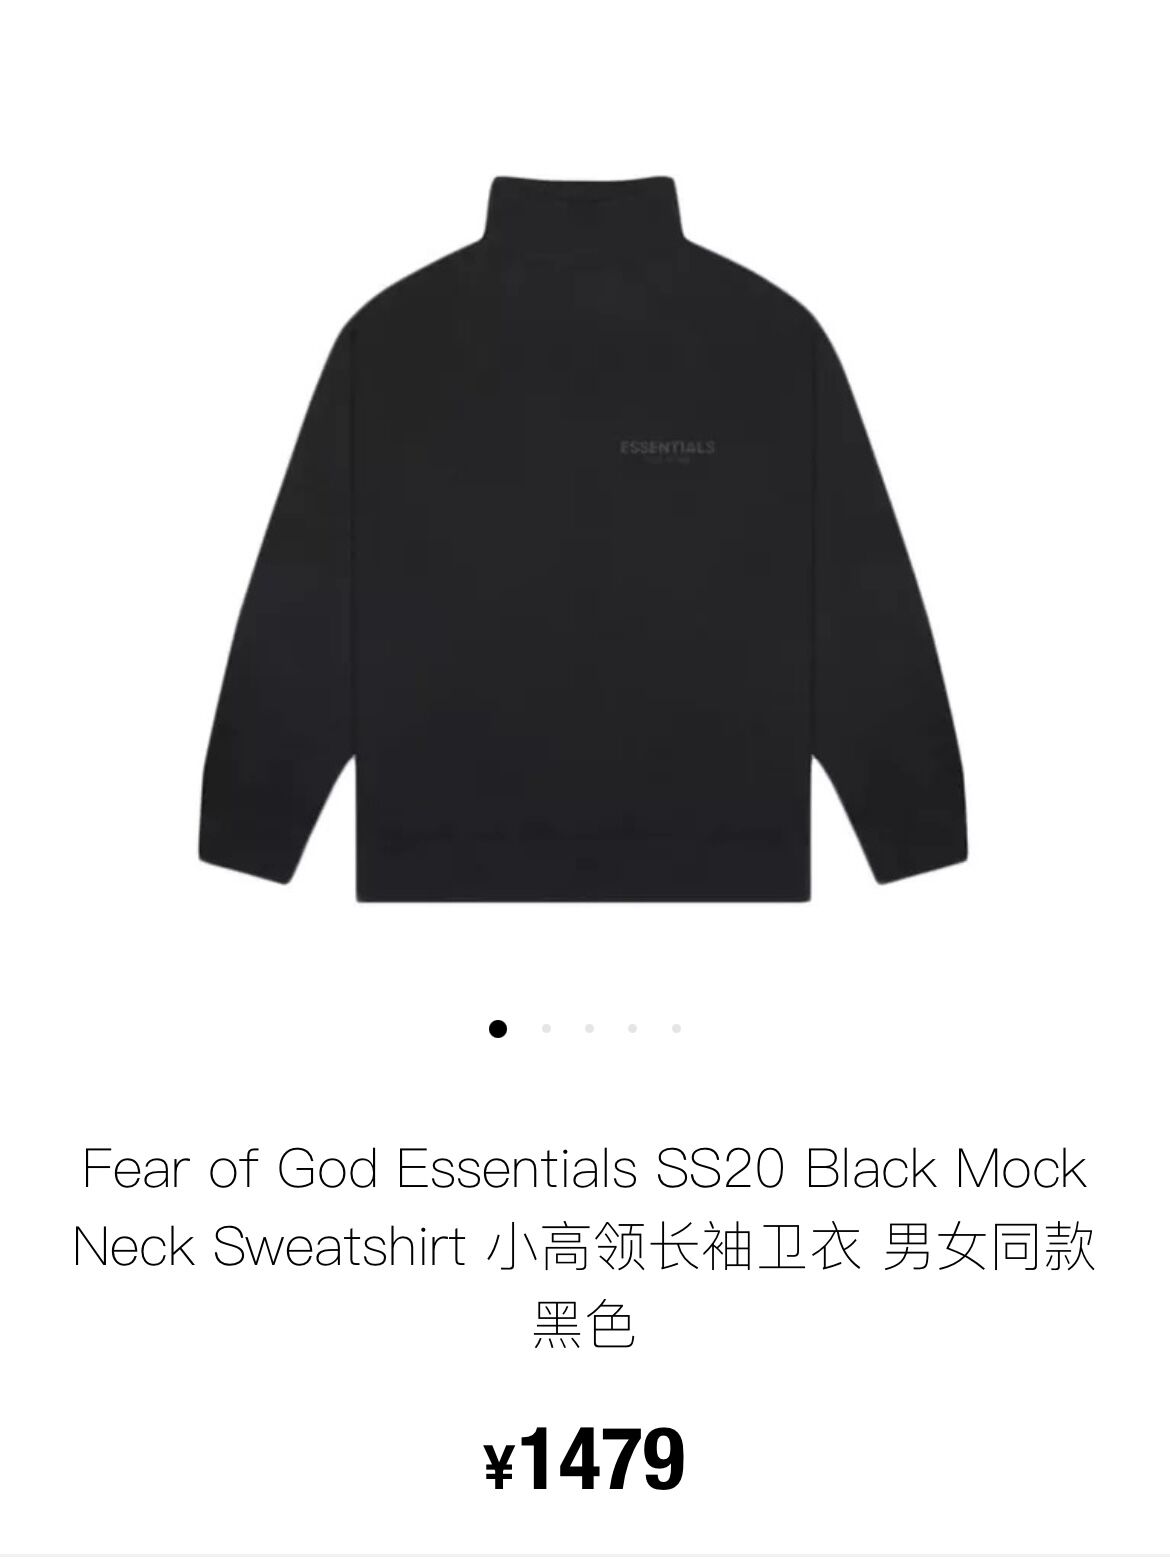 ESSENTIALS
Fear of God Essentials SS20 Black Mock
Neck Sweatshirt 小高领长袖卫衣 男女同款
黑色
¥1479